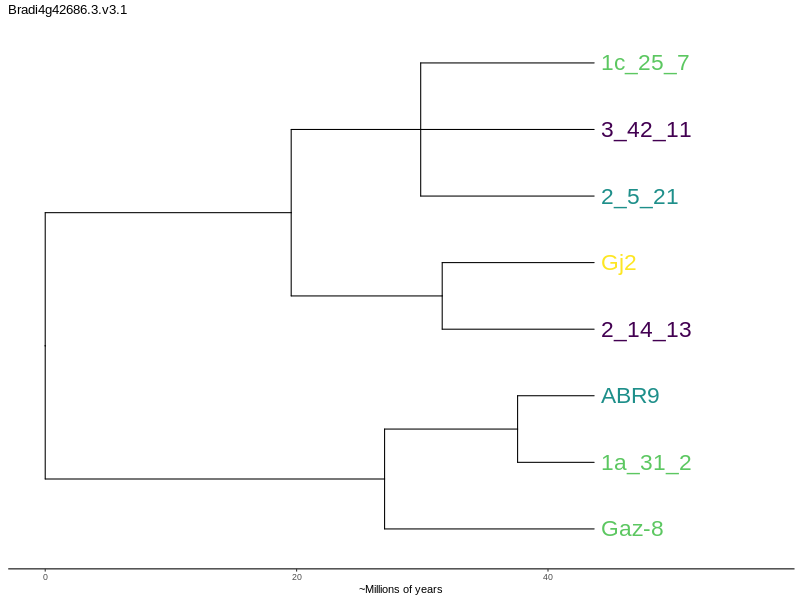 Bradi4g42686.3.v3.1
1c_25_7
3_42_11
2_5_21
Gj2
2_14_13
ABR9
1a_31_2
Gaz-8
0 20 40
~Millions of years